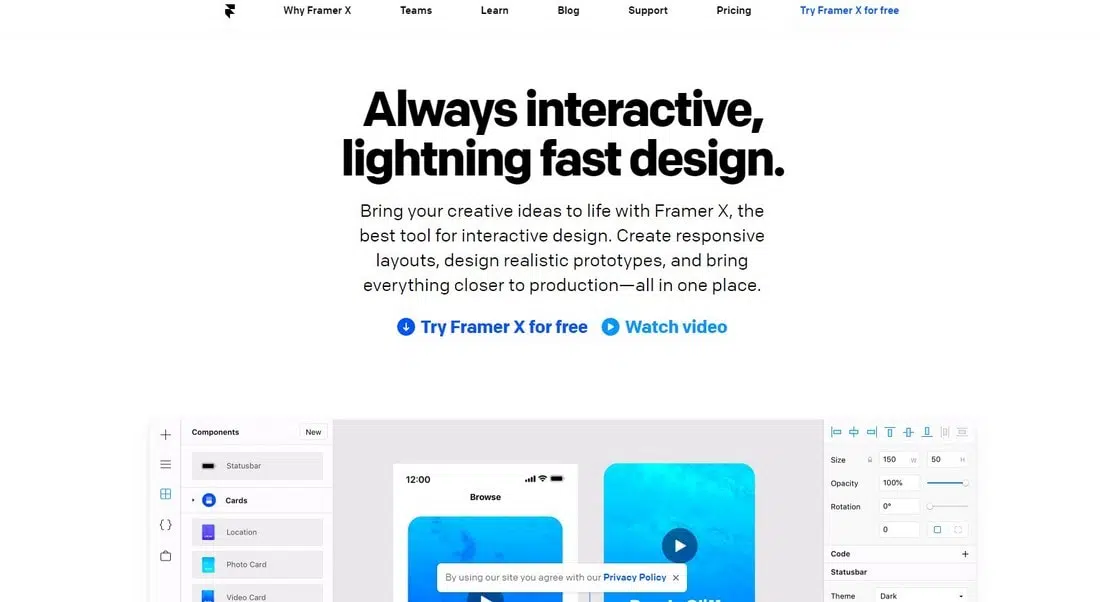 Why Framer X Teams Learn Blog Support Pricing Try Framer X for free
Always interactive,
lightning fast design.
Bring your creative ideas to life with Framer X, the
best tool for interactive design. Create responsive
layouts, design realistic prototypes, and bring
everything closer to production—all in one place.
Try Framer X for free Watch video
Components New
Statusbar
Cards
Location
Photo Card
Video Card
12:00
Browse
By using our site you agree with our Privacy Policy ×
Size 150 W 50 H
Opacity 100%
Rotation 0°
0
Code +
Statusbar
Theme Dark